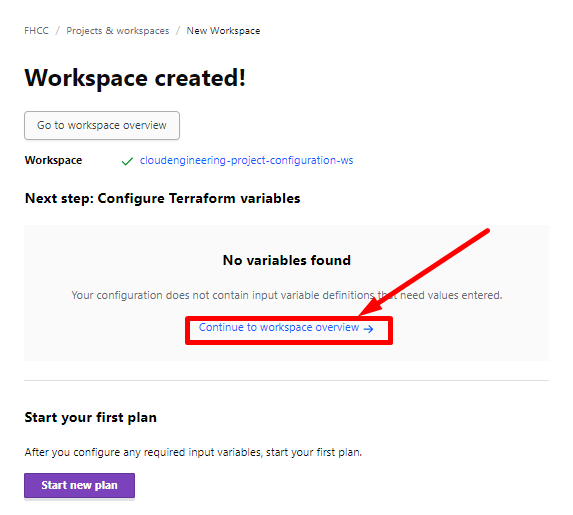 FHCC / Projects & workspaces / New Workspace
Workspace created!
Go to workspace overview
Workspace ✓ cloudengineering-project-configuration-ws
Next step: Configure Terraform variables
No variables found
Your configuration does not contain input variable definitions that need values entered.
Continue to workspace overview →
Start your first plan
After you configure any required input variables, start your first plan.
Start new plan